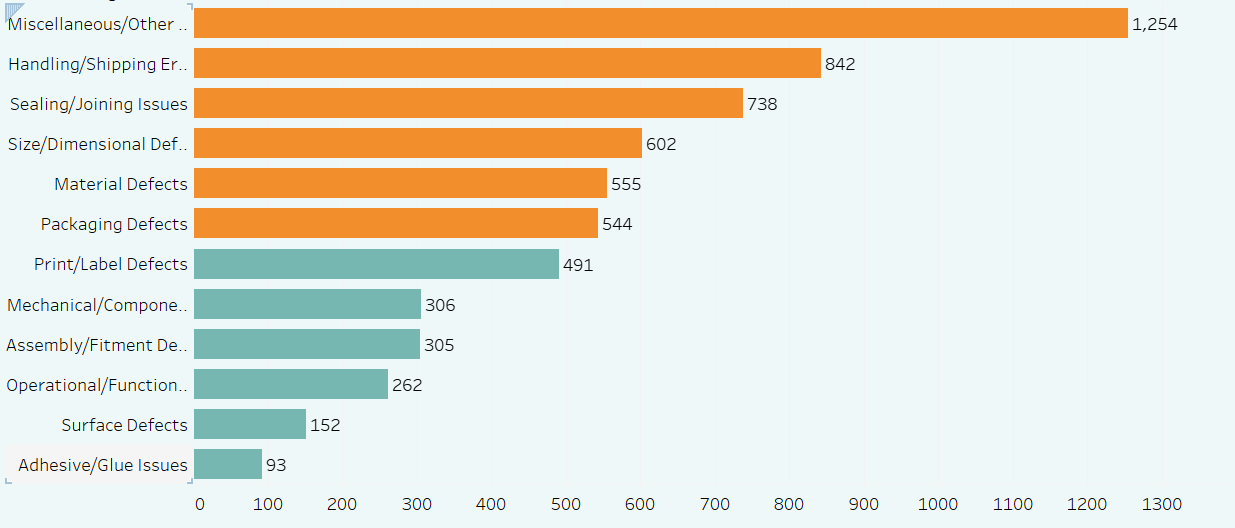 Miscellaneous/Other .. 1,254
Handling/Shipping Er.. 842
Sealing/Joining Issues 738
Size/Dimensional Def.. 602
Material Defects 555
Packaging Defects 544
Print/Label Defects 491
Mechanical/Compone.. 306
Assembly/Fitment De.. 305
Operational/Function.. 262
Surface Defects 152
Adhesive/Glue Issues 93
0 100 200 300 400 500 600 700 800 900 1000 1100 1200 1300